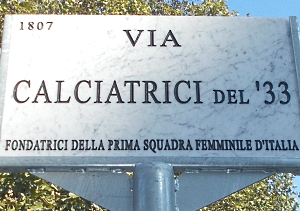 1807
VIA
CALCIATRICI DEL '33
FONDATRICI DELLA PRIMA SQUADRA FEMMINILE D'ITALIA